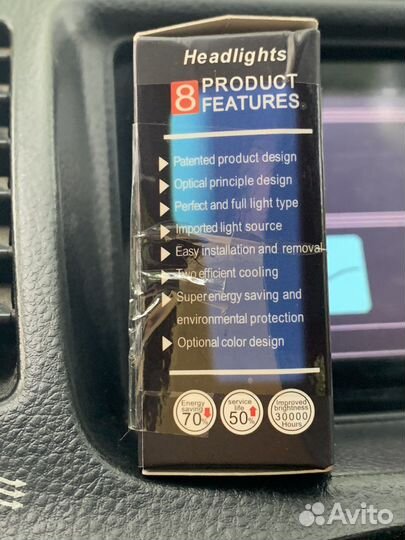 Headlights
8 PRODUCT
FEATURES
Patented product design
Optical principle design
Perfect and full light type
Imported light source
Easy installation and removal
Two efficient cooling
Super energy saving and
environmental protection
Optional color design
Energy
saving
70%
service
life
50%
Improved
brightness
30000
Hours
Avito